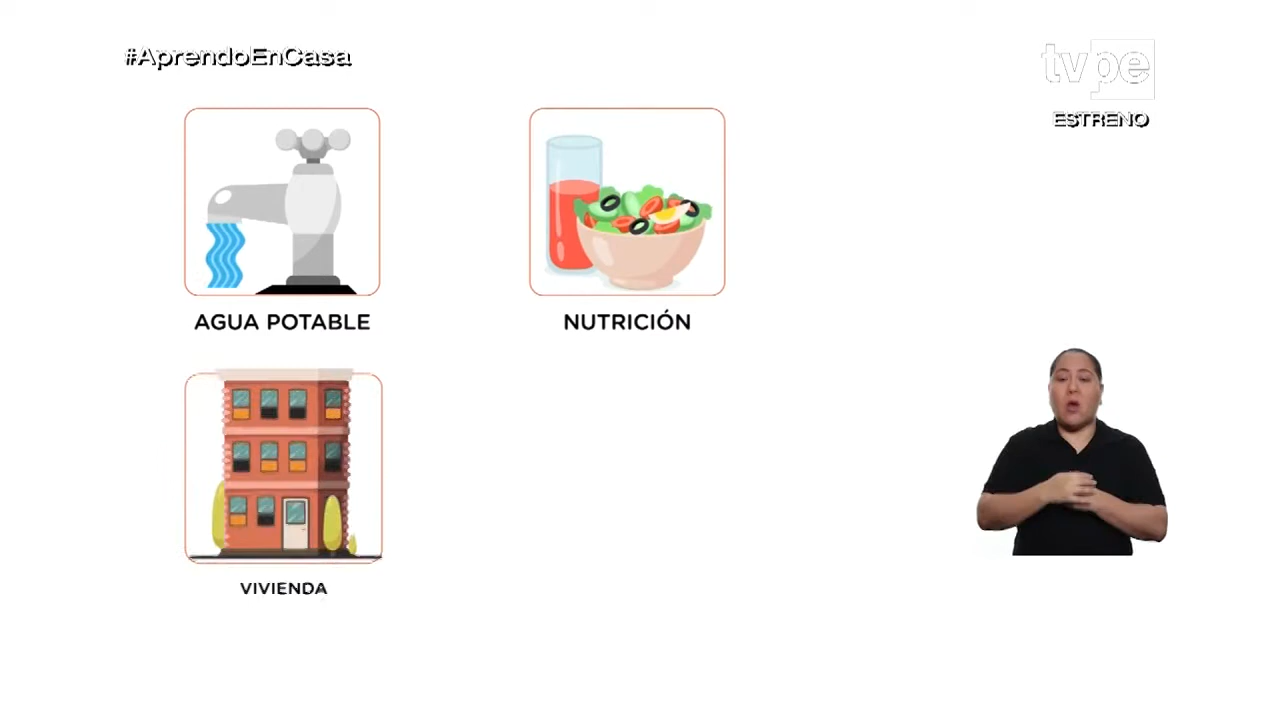 #AprendoEnCasa
tvpe
ESTRENO
AGUA POTABLE
NUTRICIÓN
VIVIENDA